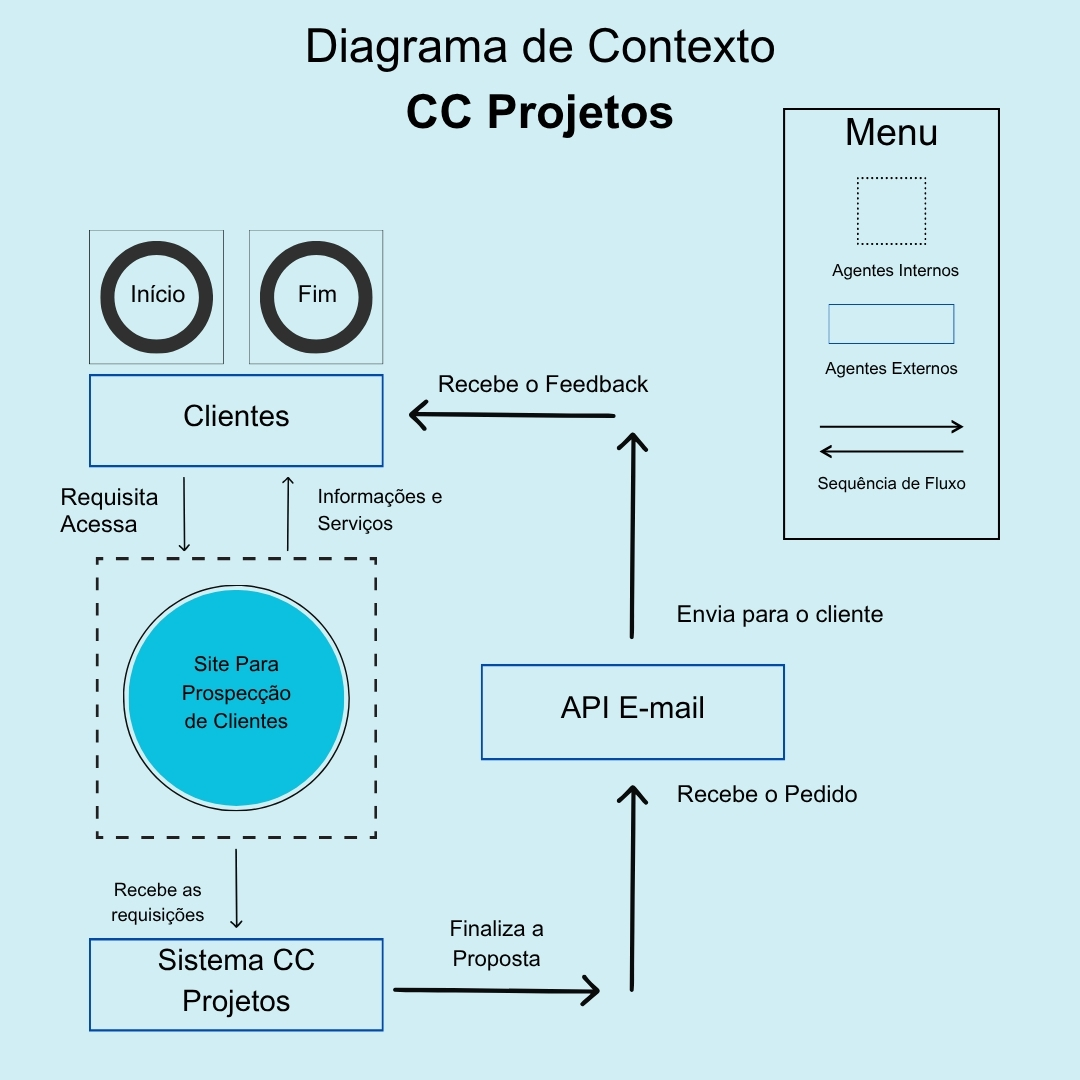 Diagrama de Contexto
CC Projetos
Menu
Agentes Internos
Agentes Externos
Sequência de Fluxo
Início
Fim
Clientes
Recebe o Feedback
Requisita
Acessa
Informações e
Serviços
Site Para
Prospecção
de Clientes
Envia para o cliente
API E-mail
Recebe o Pedido
Recebe as
requisições
Finaliza a
Proposta
Sistema CC
Projetos